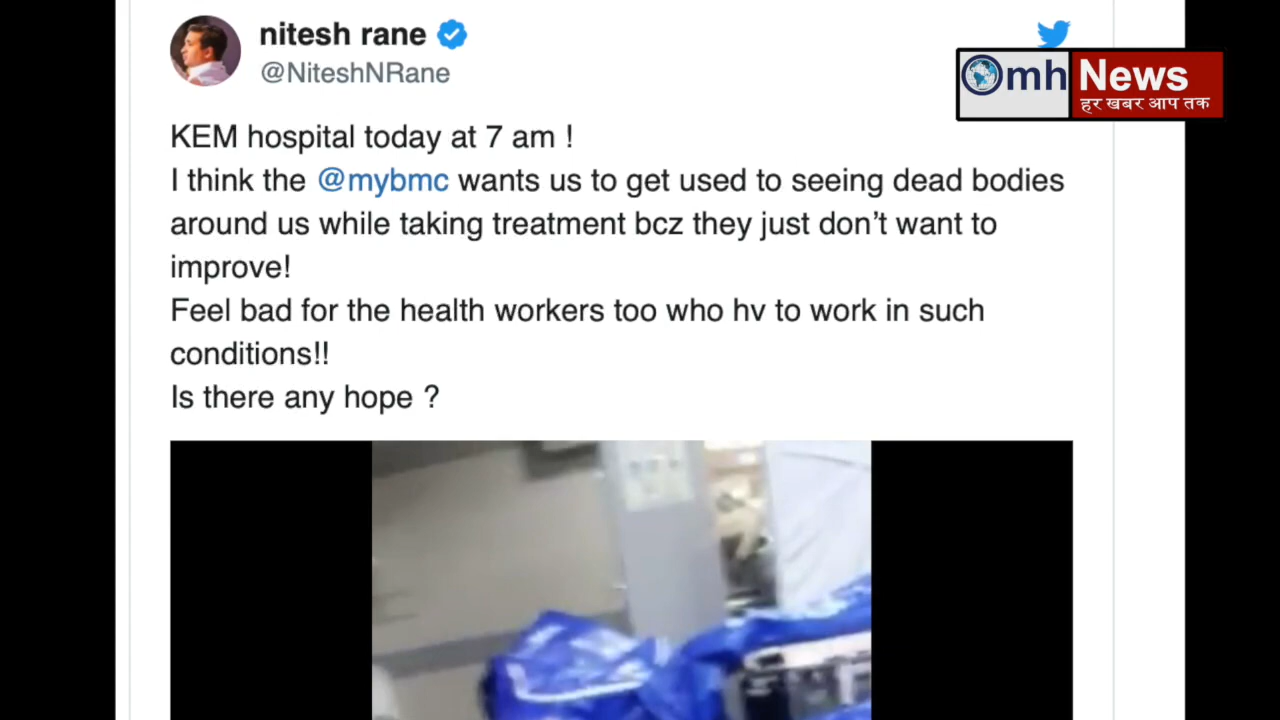 nitesh rane
@NiteshNRane
mh News
हर खबर आप तक
KEM hospital today at 7 am !
I think the @mybmc wants us to get used to seeing dead bodies
around us while taking treatment bcz they just don’t want to
improve!
Feel bad for the health workers too who hv to work in such
conditions!!
Is there any hope ?